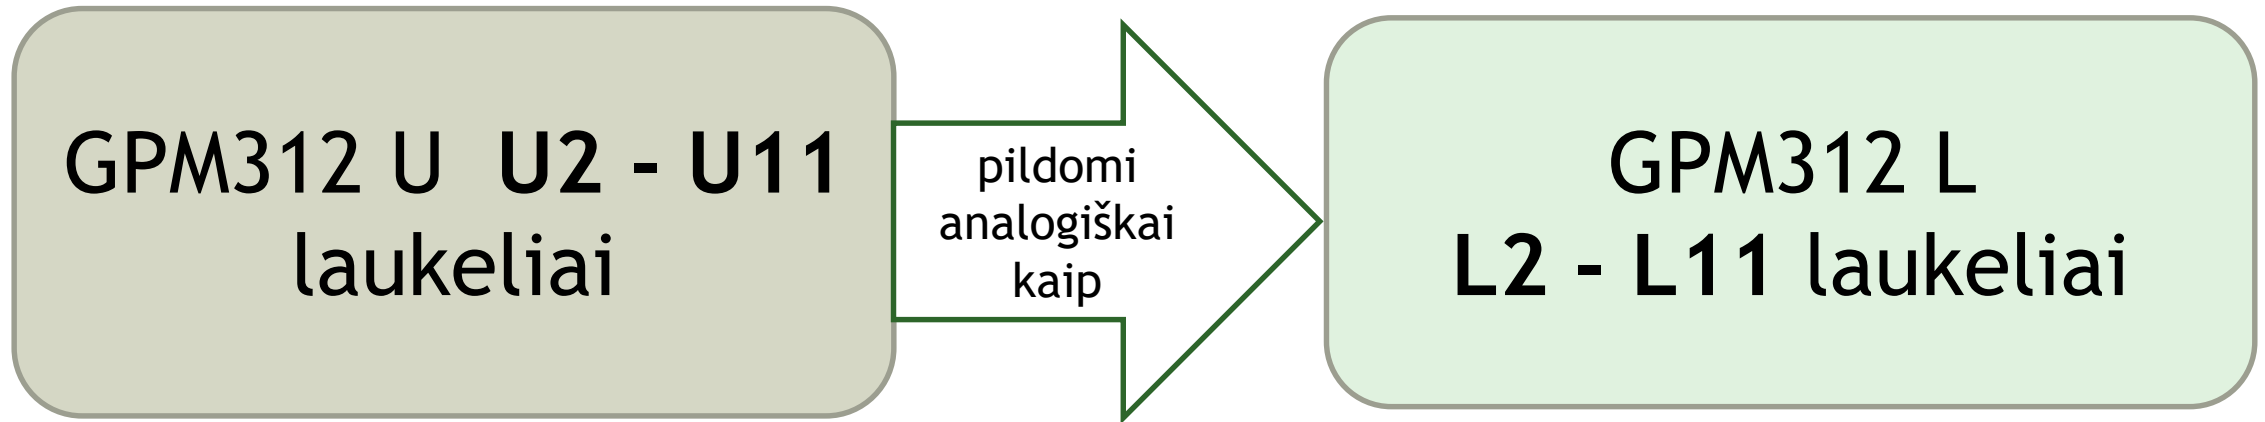 GPM312 U U2 - U11
laukeliai
pildomi
analogiškai
kaip
GPM312 L
L2 - L11 laukeliai